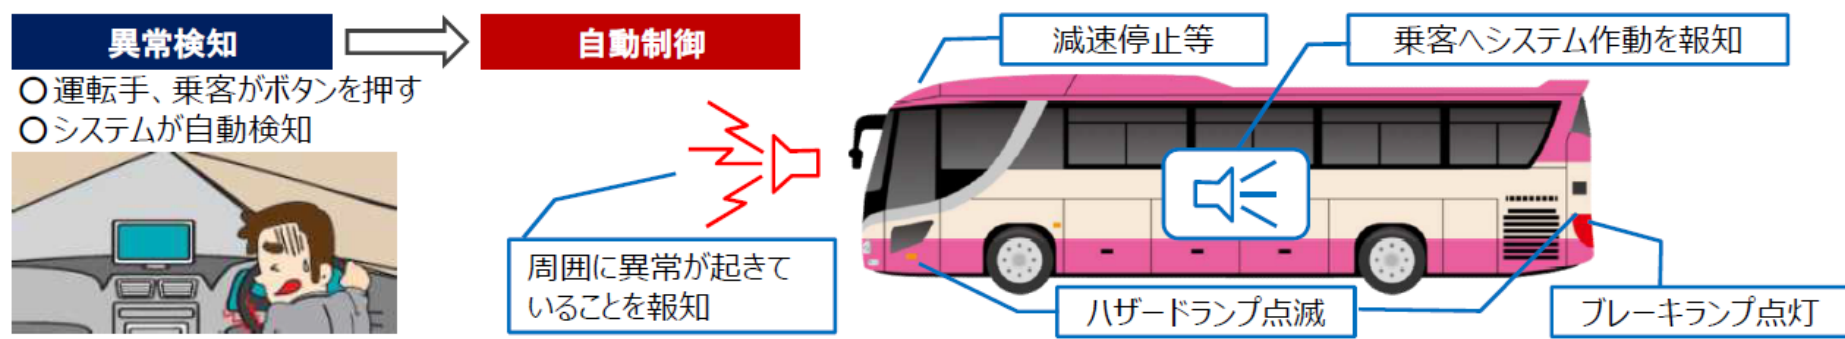 異常検知
自動制御
○運転手、乗客がボタンを押す
○システムが自動検知
減速停止等
乗客へシステム作動を報知
周囲に異常が起きて
いることを報知
ハザードランプ点滅
ブレーキランプ点灯